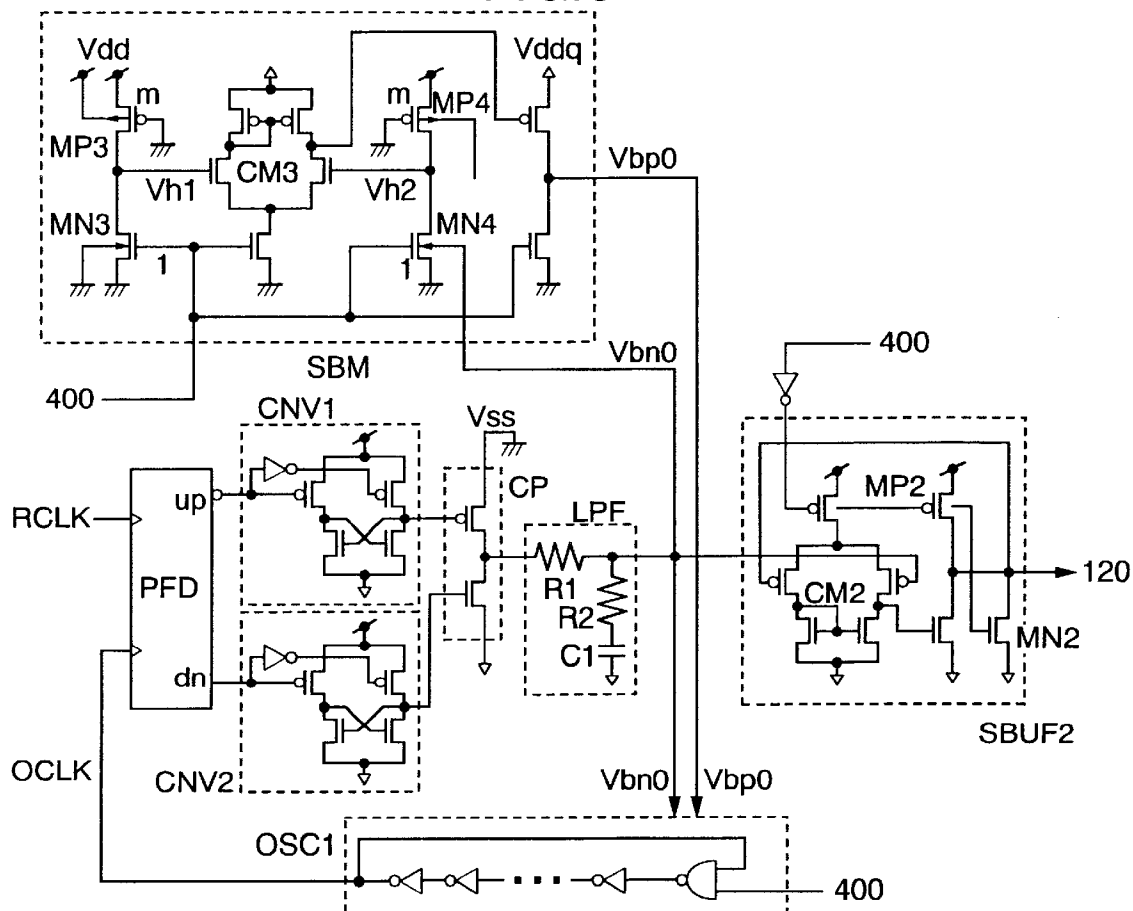 Vdd
Vddq
m
m
MP4
MP3
CM3
Vh1
Vh2
Vbp0
MN3
MN4
1
1
SBM
Vbn0
400
400
CNV1
Vss
CP
MP2
up
LPF
RCLK
PFD
R1
R2
C1
CM2
120
MN2
dn
SBUF2
OCLK
CNV2
Vbn0
Vbp0
OSC1
400